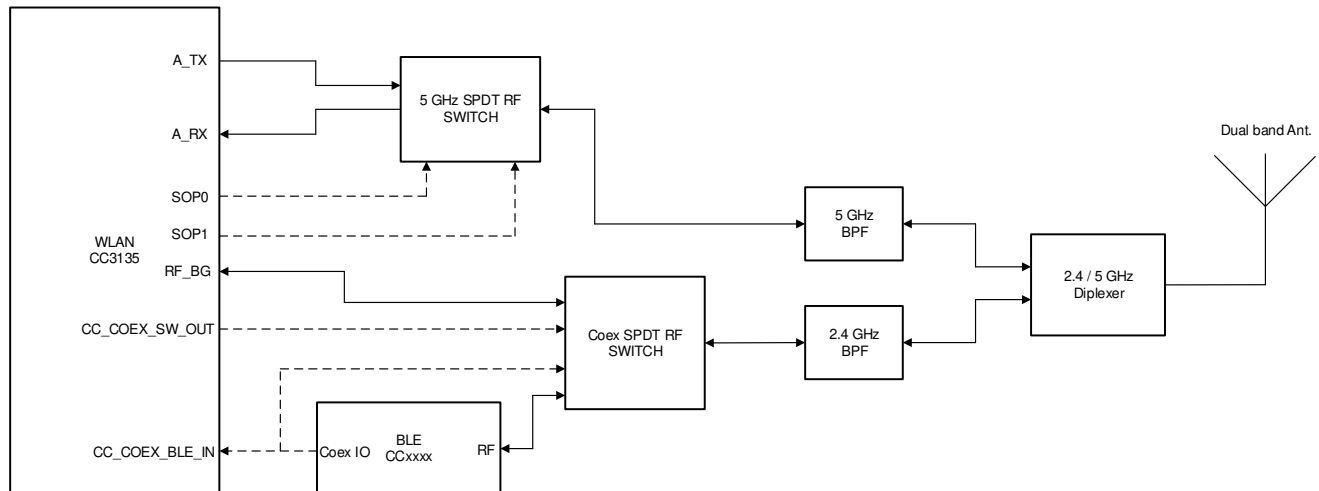 A_TX
A_RX
SOP0
SOP1
WLAN
CC3135
RF_BG
CC_COEX_SW_OUT
CC_COEX_BLE_IN
5 GHz SPDT RF
SWITCH
Coex SPDT RF
SWITCH
Coex IO
BLE
CCxxxx
RF
5 GHz
BPF
2.4 GHz
BPF
2.4 / 5 GHz
Diplexer
Dual band Ant.